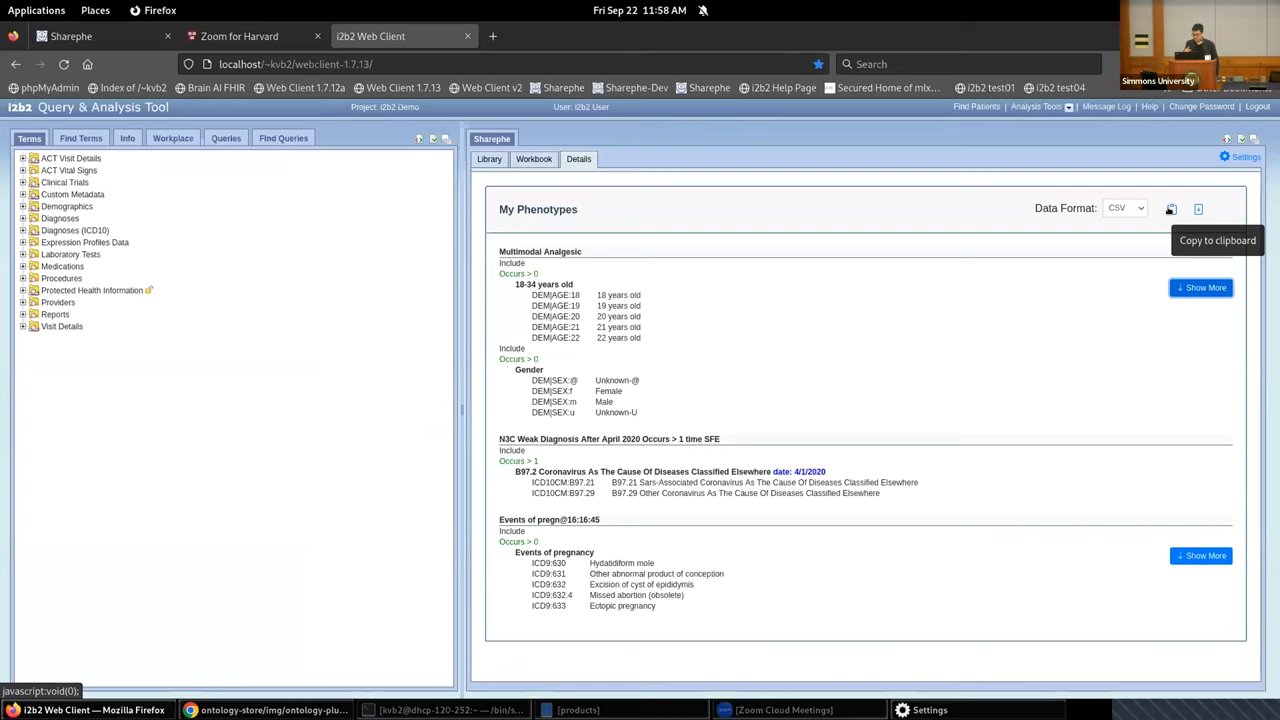 Applications Places Firefox Fri Sep 22 11:58 AM
Sharephe Zoom for Harvard i2b2 Web Client
localhost/~kvb2/webclient-1.7.13/ Search
phpMyAdmin Index of /~kvb2 Brain AI FHIR Web Client 1.7.12a Web Client 1.7.13 Web Client v2 Sharephe Sharephe-Dev Sharephe i2b2 Help Page Secured Home of mlx... i2b2 test01 i2b2 test04
Simmons University
i2b2 Query & Analysis Tool Project: i2b2 Demo User: i2b2 User Find Patients Analysis Tools Message Log Help Change Password Logout
Terms Find Terms Info Workplace Queries Find Queries
ACT Visit Details
ACT Vital Signs
Clinical Trials
Custom Metadata
Demographics
Diagnoses
Diagnoses (ICD10)
Expression Profiles Data
Laboratory Tests
Medications
Procedures
Protected Health Information
Providers
Reports
Visit Details
Sharephe
Library Workbook Details Settings
My Phenotypes Data Format: CSV
Copy to clipboard
Multimodal Analgesic
Include
Occurs > 0
18-34 years old ↓ Show More
DEM|AGE:18 18 years old
DEM|AGE:19 19 years old
DEM|AGE:20 20 years old
DEM|AGE:21 21 years old
DEM|AGE:22 22 years old
Include
Occurs > 0
Gender
DEM|SEX:@ Unknown-@
DEM|SEX:f Female
DEM|SEX:m Male
DEM|SEX:u Unknown-U
N3C Weak Diagnosis After April 2020 Occurs > 1 time SFE
Include
Occurs > 1
B97.2 Coronavirus As The Cause Of Diseases Classified Elsewhere date: 4/1/2020
ICD10CM:B97.21 B97.21 Sars-Associated Coronavirus As The Cause Of Diseases Classified Elsewhere
ICD10CM:B97.29 B97.29 Other Coronavirus As The Cause Of Diseases Classified Elsewhere
Events of pregn@16:16:45
Include
Occurs > 0
Events of pregnancy ↓ Show More
ICD9:630 Hydatidiform mole
ICD9:631 Other abnormal product of conception
ICD9:632 Excision of cyst of epididymis
ICD9:632.4 Missed abortion (obsolete)
ICD9:633 Ectopic pregnancy
javascript:void(0);
i2b2 Web Client — Mozilla Firefox ontology-store/img/ontology-plu... [kvb2@dhcp-120-252:~ — /bin/s... [products] [Zoom Cloud Meetings] Settings